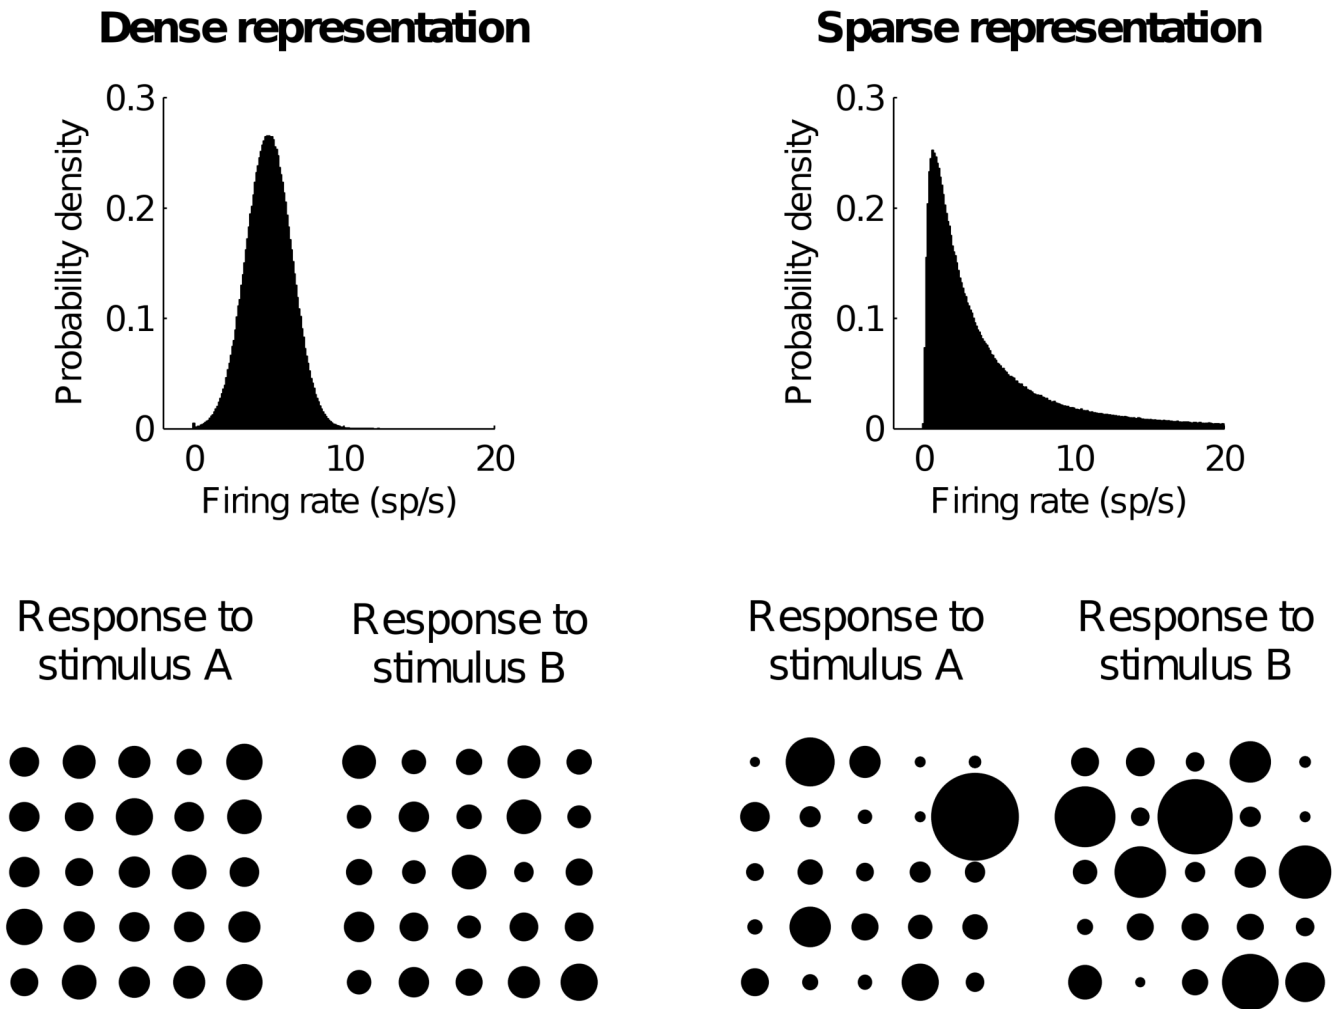 Dense representation
0.3
0.2
0.1
0
Probability density
0 10 20
Firing rate (sp/s)
Sparse representation
0.3
0.2
0.1
0
Probability density
0 10 20
Firing rate (sp/s)
Response to
stimulus A
Response to
stimulus B
Response to
stimulus A
Response to
stimulus B